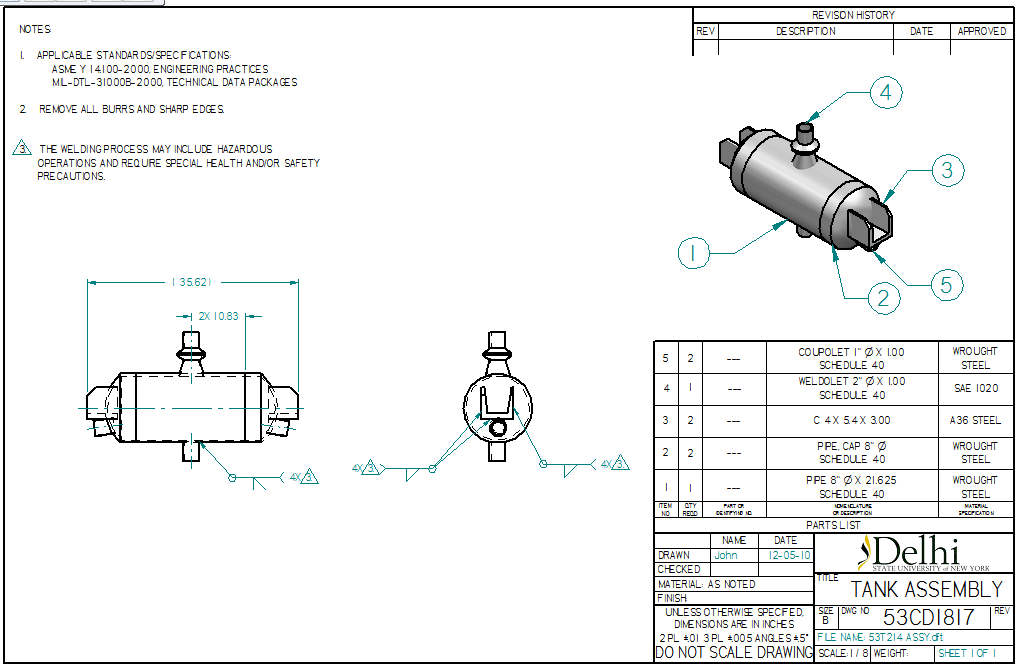 NOTES:
1. APPLICABLE STANDARDS/SPECIFICATIONS:
ASME Y14.100-2000, ENGINEERING PRACTICES
MIL-DTL-31000B-2000, TECHNICAL DATA PACKAGES
2. REMOVE ALL BURRS AND SHARP EDGES.
3. THE WELDING PROCESS MAY INCLUDE HAZARDOUS
OPERATIONS AND REQUIRE SPECIAL HEALTH AND/OR SAFETY
PRECAUTIONS.
REVISON HISTORY
REV DESCRIPTION DATE APPROVED
4
3
1
5
2
(35.62)
2X 10.83
4X 3
4X 3
4X 3
5 2 --- COUPOLET 1" Ø X 1.00 WROUGHT
SCHEDULE 40 STEEL
4 1 --- WELDOLET 2" Ø X 1.00 SAE 1020
SCHEDULE 40
3 2 --- C 4 X 5.4 X 3.00 A36 STEEL
2 2 --- PIPE, CAP 8" Ø WROUGHT
SCHEDULE 40 STEEL
1 1 --- PIPE 8" Ø X 21.625 WROUGHT
SCHEDULE 40 STEEL
ITEM QTY PART OR NOMENCLATURE MATERIAL
NO REQD IDENTIFYING NO. OR DESCRIPTION SPECIFICATION
PARTS LIST
NAME DATE
DRAWN John 12-05-10
CHECKED
MATERIAL: AS NOTED
FINISH
UNLESS OTHERWISE SPECIFIED,
DIMENSIONS ARE IN INCHES
2 PL ±.01 3 PL ±.005 ANGLES ±.5°
DO NOT SCALE DRAWING
Delhi
STATE UNIVERSITY of NEW YORK
TITLE
TANK ASSEMBLY
SIZE DWG NO REV
B 53CD1817
FILE NAME: 53T214 ASSY.dft
SCALE: 1 / 8 WEIGHT: SHEET 1 OF 1